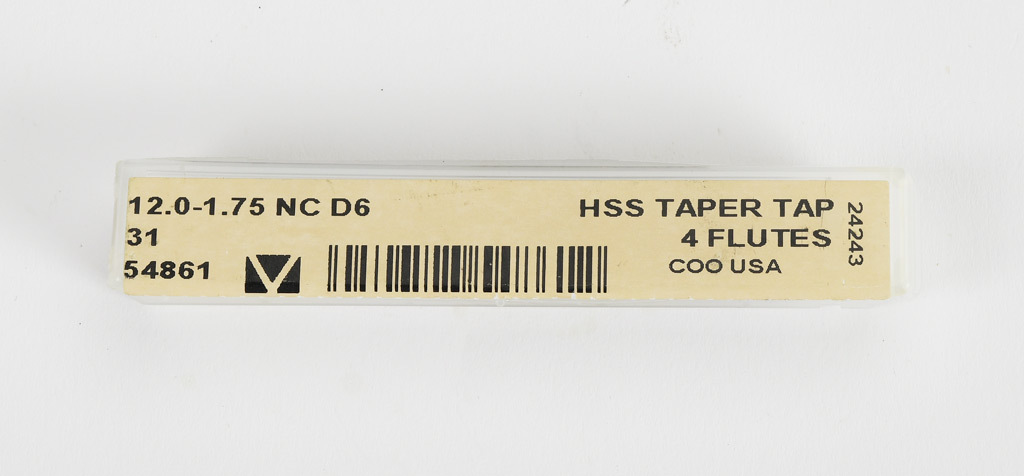 12.0-1.75 NC D6
31
54861
HSS TAPER TAP
4 FLUTES
COO USA
24243